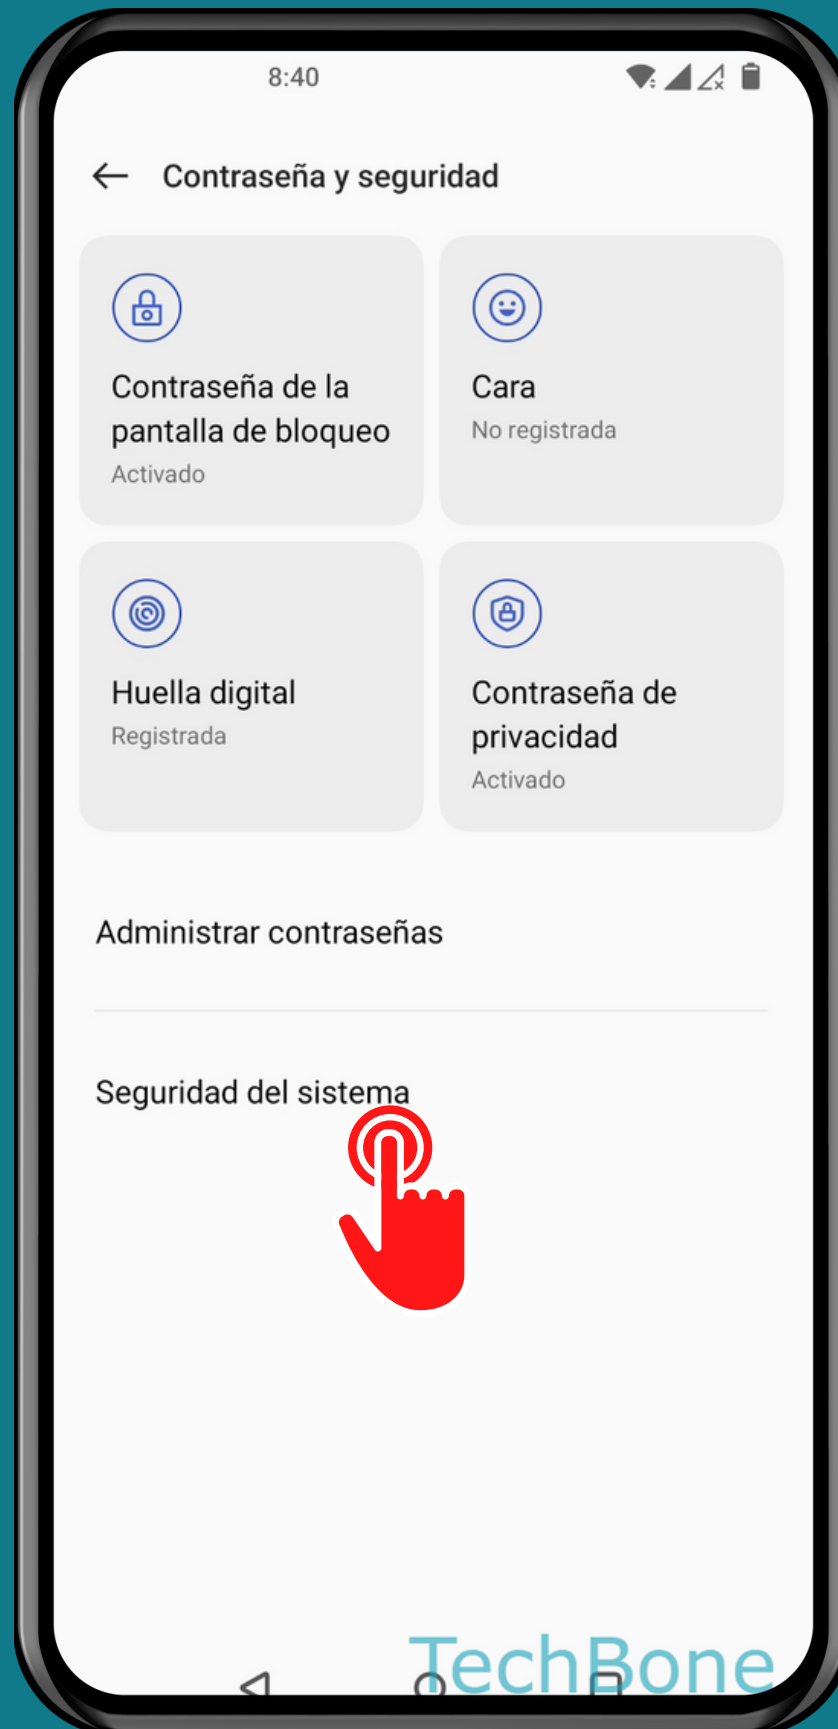 8:40
Contraseña y seguridad
Contraseña de la
pantalla de bloqueo
Activado
Cara
No registrada
Huella digital
Registrada
Contraseña de
privacidad
Activado
Administrar contraseñas
Seguridad del sistema
TechBone